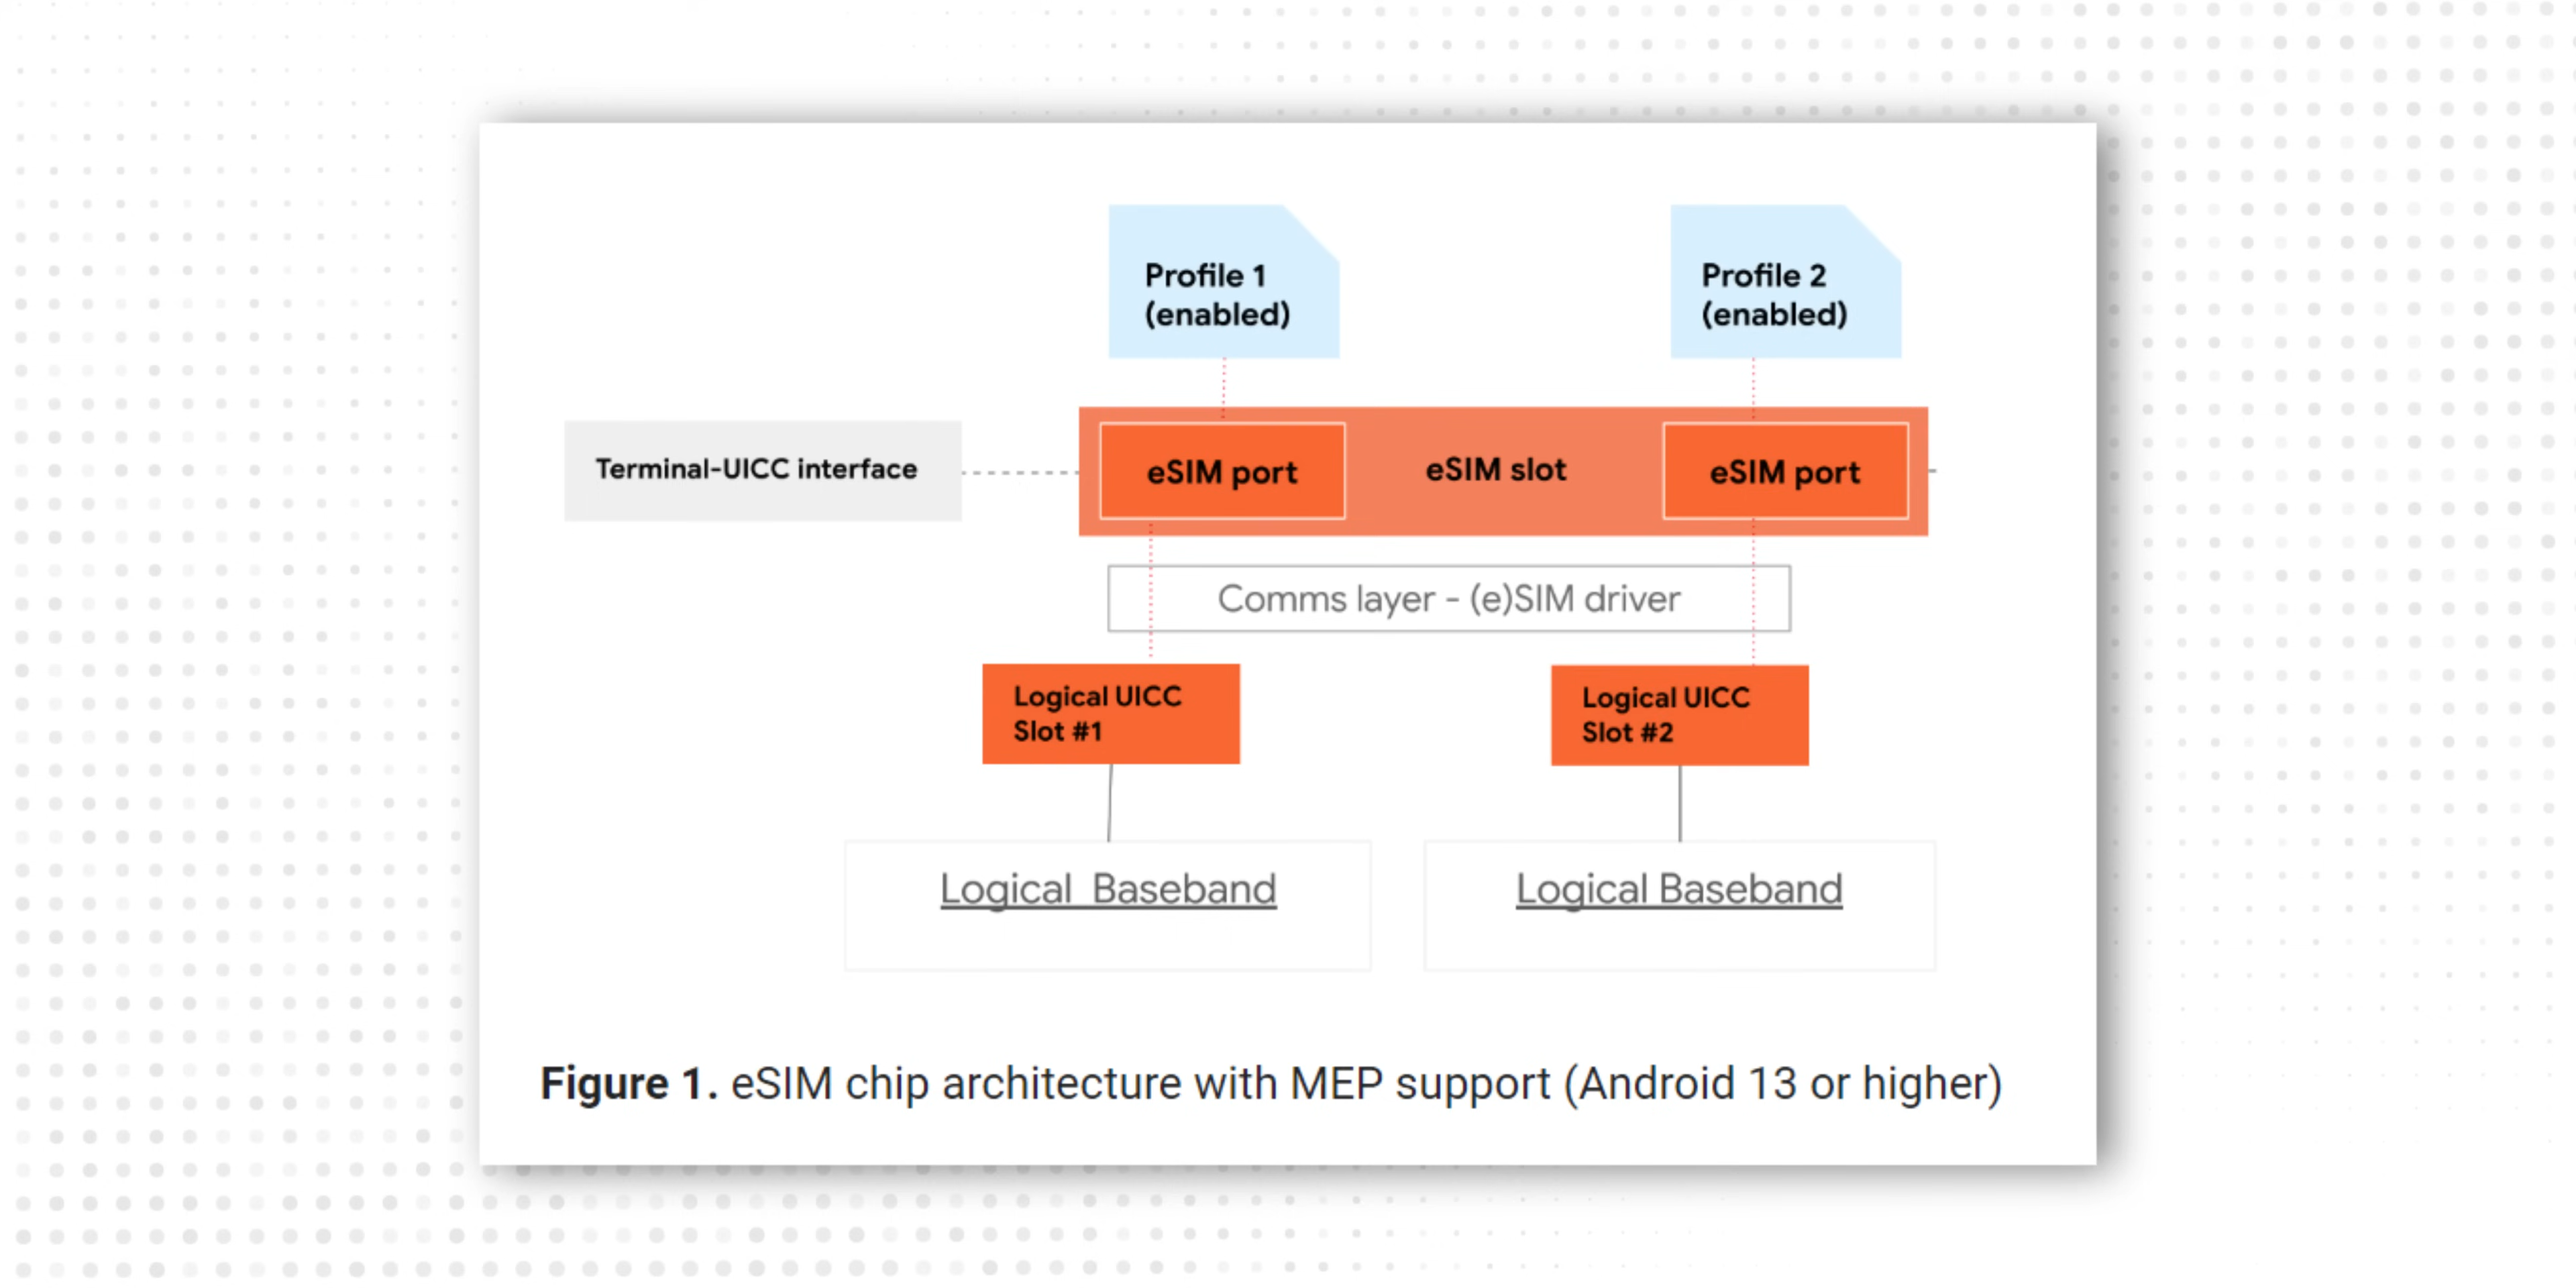 Profile 1
(enabled)
Profile 2
(enabled)
Terminal-UICC interface
eSIM port
eSIM slot
eSIM port
Comms layer - (e)SIM driver
Logical UICC
Slot #1
Logical UICC
Slot #2
Logical Baseband
Logical Baseband
Figure 1. eSIM chip architecture with MEP support (Android 13 or higher)